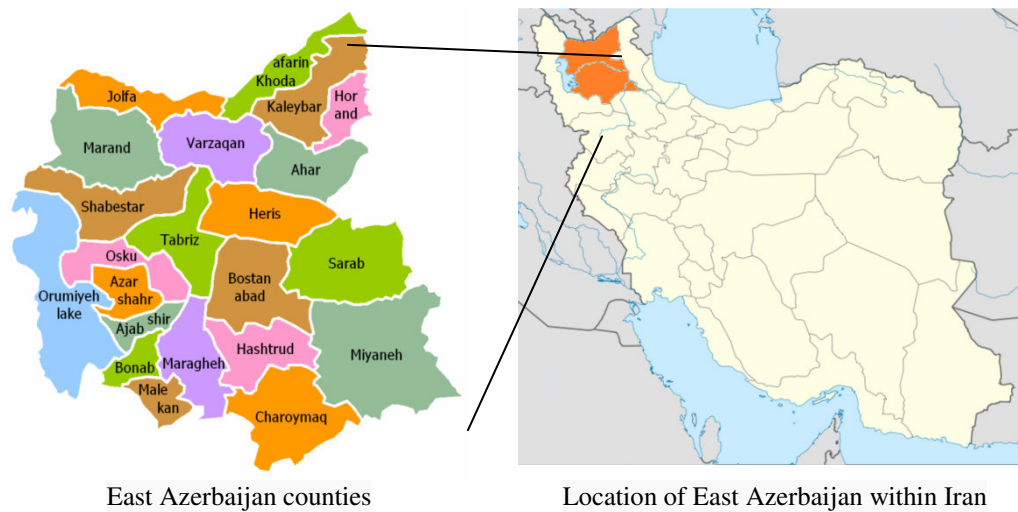 afarin
Khoda
Jolfa
Kaleybar
Hor
and
Marand
Varzaqan
Ahar
Shabestar
Heris
Tabriz
Osku
Sarab
Azar
shahr
Bostan
abad
Orumiyeh
lake
Ajab shir
Hashtrud
Miyaneh
Bonab
Maragheh
Male
kan
Charoymaq
East Azerbaijan counties
Location of East Azerbaijan within Iran